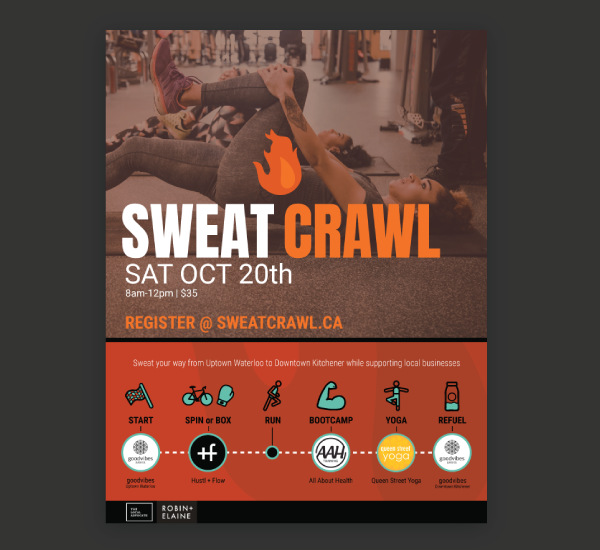 SWEAT CRAWL
SAT OCT 20th
8am-12pm | $35
REGISTER @ SWEATCRAWL.CA
Sweat your way from Uptown Waterloo to Downtown Kitchener while supporting local businesses
START SPIN or BOX RUN BOOTCAMP YOGA REFUEL
goodvibes HF AAH queen street yoga goodvibes
goodvibes Hustl + Flow All About Health Queen Street Yoga goodvibes
Uptown Waterloo Downtown Kitchener
ROBIN+
ELAINE